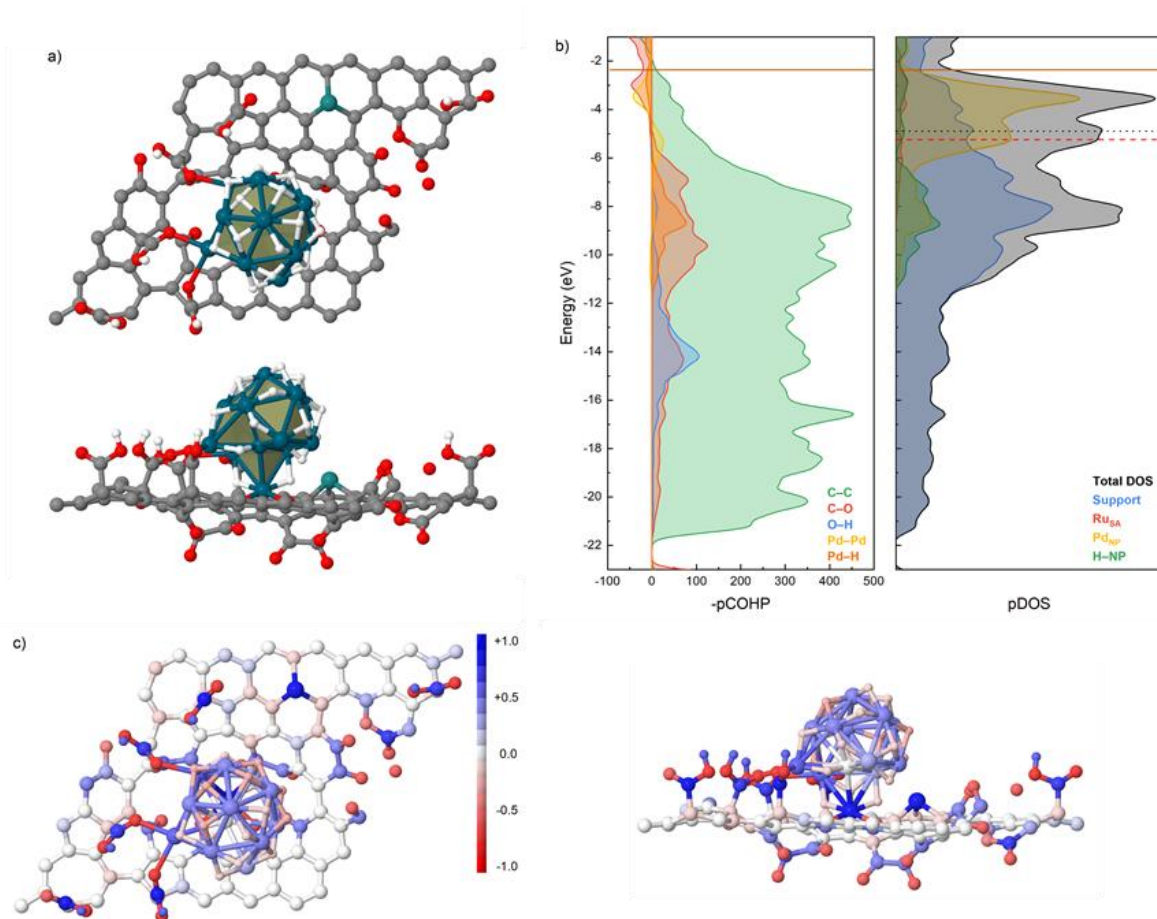 a)
b)
-2
-4
-6
-8
-10
-12
-14
-16
-18
-20
-22
Energy (eV)
C–C
C–O
O–H
Pd–Pd
Pd–H
-100 0 100 200 300 400 500
-pCOHP
Total DOS
Support
RuSA
PdNP
H–NP
pDOS
c)
+1.0
+0.5
0.0
-0.5
-1.0